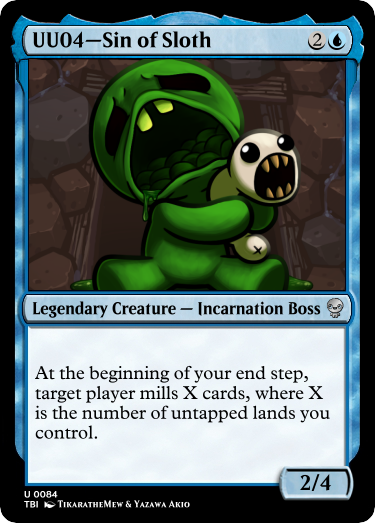 UU04—Sin of Sloth 2
Legendary Creature — Incarnation Boss
At the beginning of your end step,
target player mills X cards, where X
is the number of untapped lands you
control.
2/4
U 0084
TBI TikaratheMew & Yazawa Akio